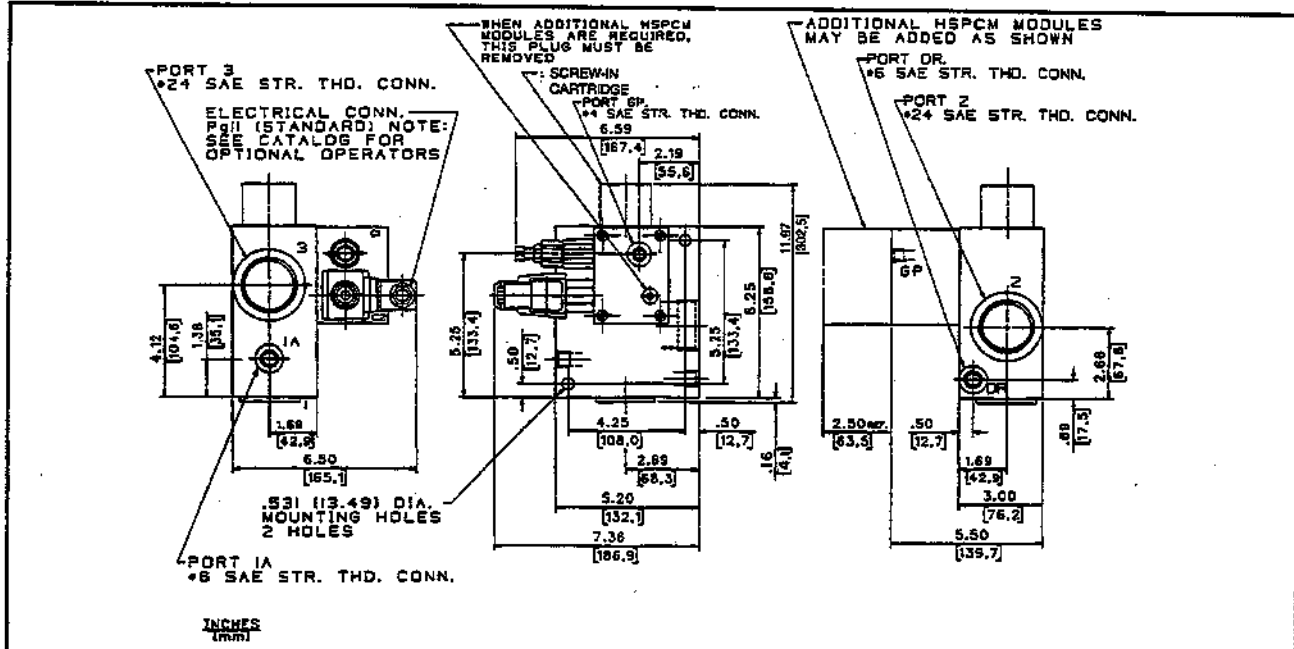 WHEN ADDITIONAL HSPCM
MODULES ARE REQUIRED,
THIS PLUG MUST BE
REMOVED
ADDITIONAL HSPCM MODULES
MAY BE ADDED AS SHOWN
PORT 3
*24 SAE STR. THD. CONN.
ELECTRICAL CONN.
Pg11 (STANDARD) NOTE:
SEE CATALOG FOR
OPTIONAL OPERATORS
: SCREW-IN
CARTRIDGE
PORT GP.
*4 SAE STR. THD. CONN.
PORT DR.
*6 SAE STR. THD. CONN.
PORT 2
*24 SAE STR. THD. CONN.
6.59
[167,4]
2.19
[55,6]
11.97
[302,5]
6.25
[158,8]
5.25
[133,4]
5.25
[133,4]
.50
[12,7]
4.25
[108,0]
.50
[12,7]
.16
[4,1]
[68,3]
5.20
[132,1]
7.36
[186,9]
3
1A
1
4.12
[104,6]
1.38
[35,1]
1.69
[42,9]
6.50
[165,1]
GP
2
DR
2.68
[67,6]
.69
[17,5]
2.50 REF.
[63,5]
.50
[12,7]
1.69
[42,9]
3.00
[76,2]
5.50
[139,7]
.531 (13.49) DIA.
MOUNTING HOLES
2 HOLES
PORT 1A
*6 SAE STR. THD. CONN.
INCHES
[mm]